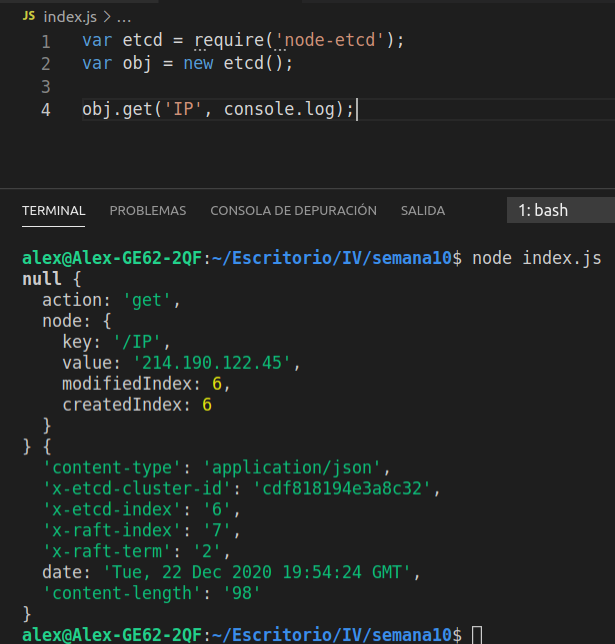 JS index.js > ...
1 var etcd = require('node-etcd');
2 var obj = new etcd();
3
4 obj.get('IP', console.log);
TERMINAL PROBLEMAS CONSOLA DE DEPURACIÓN SALIDA 1: bash
alex@Alex-GE62-2QF:~/Escritorio/IV/semana10$ node index.js
null {
  action: 'get',
  node: {
    key: '/IP',
    value: '214.190.122.45',
    modifiedIndex: 6,
    createdIndex: 6
  }
} {
  'content-type': 'application/json',
  'x-etcd-cluster-id': 'cdf818194e3a8c32',
  'x-etcd-index': '6',
  'x-raft-index': '7',
  'x-raft-term': '2',
  date: 'Tue, 22 Dec 2020 19:54:24 GMT',
  'content-length': '98'
}
alex@Alex-GE62-2QF:~/Escritorio/IV/semana10$